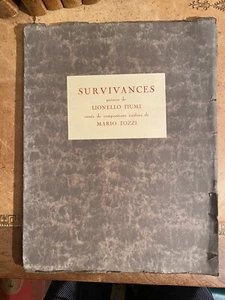 SURVIVANCES
poèmes de
LIONELLO FIUMI
ornés de compositions inédites de
MARIO TOZZI